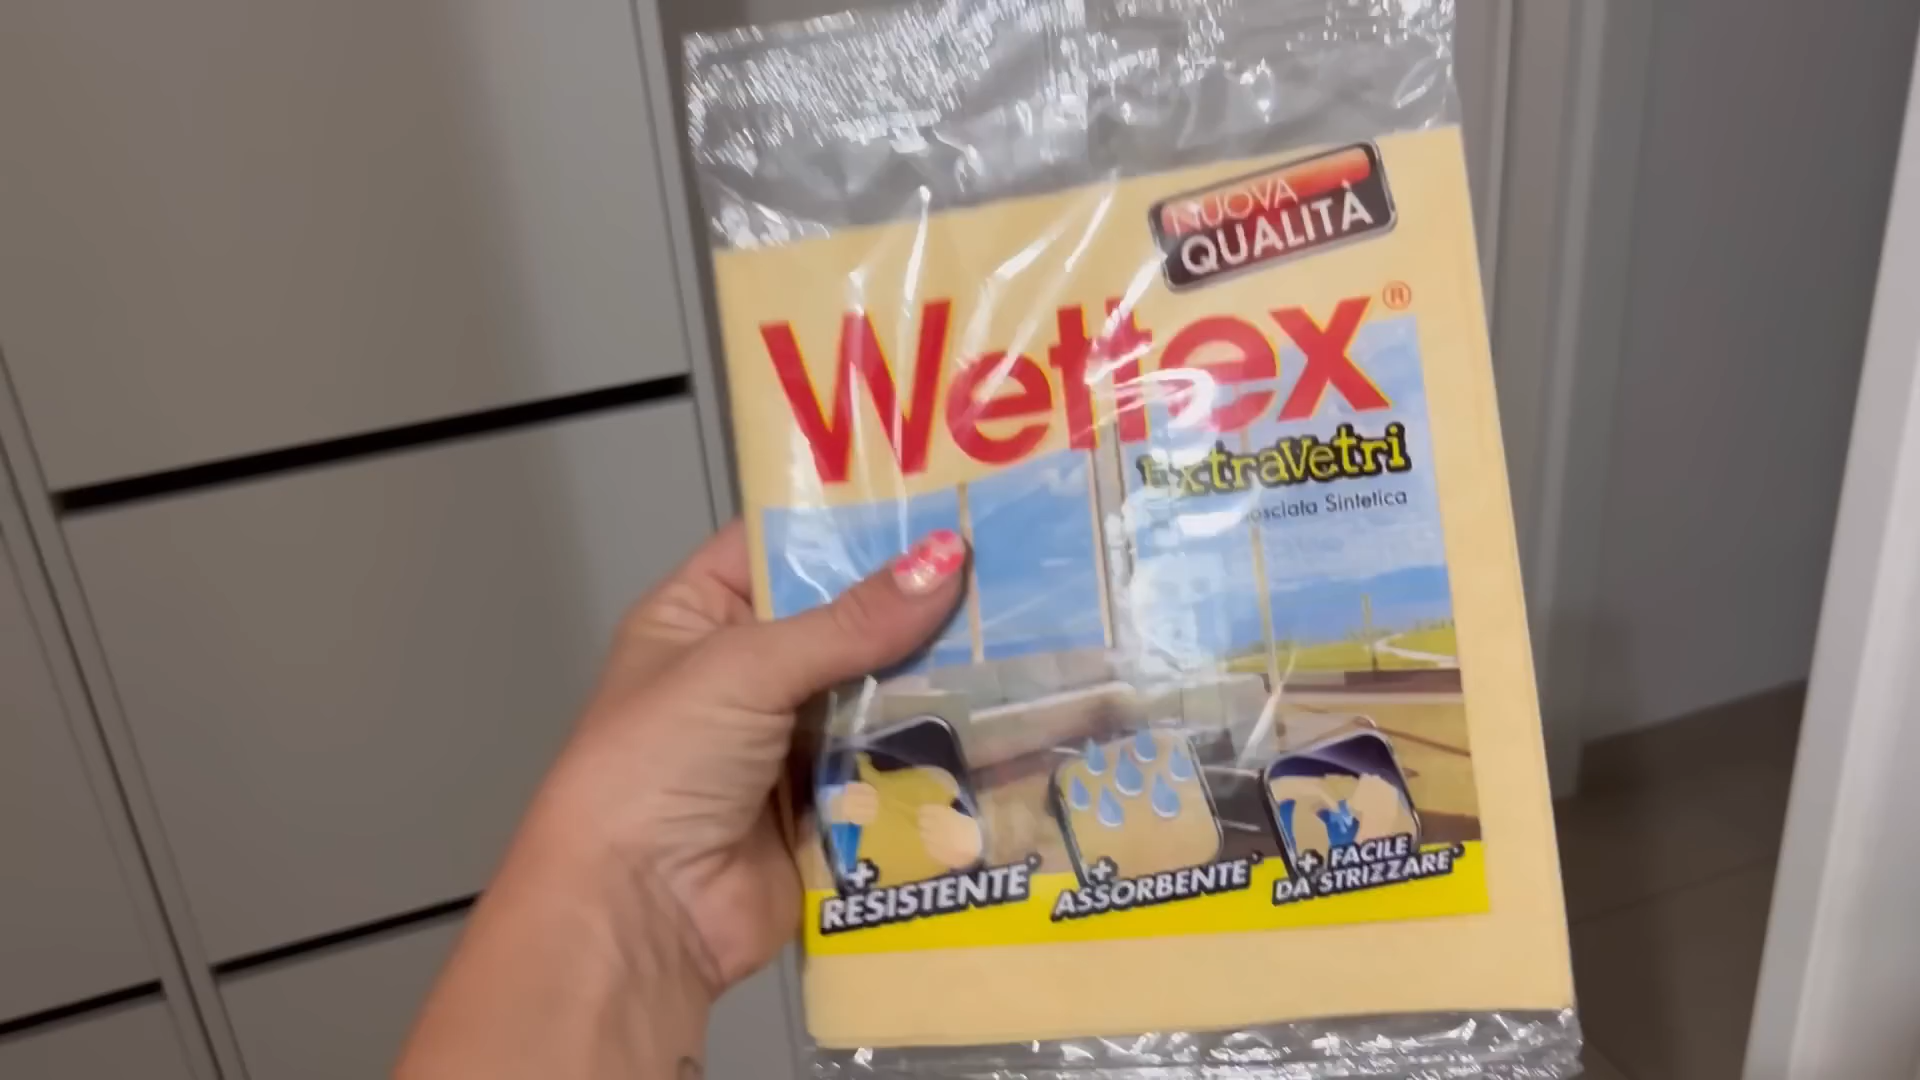 NUOVA
QUALITÀ
Wettex®
ExtraVetri
Sintetica
+
RESISTENTE*
+
ASSORBENTE*
+ FACILE
DA STRIZZARE*